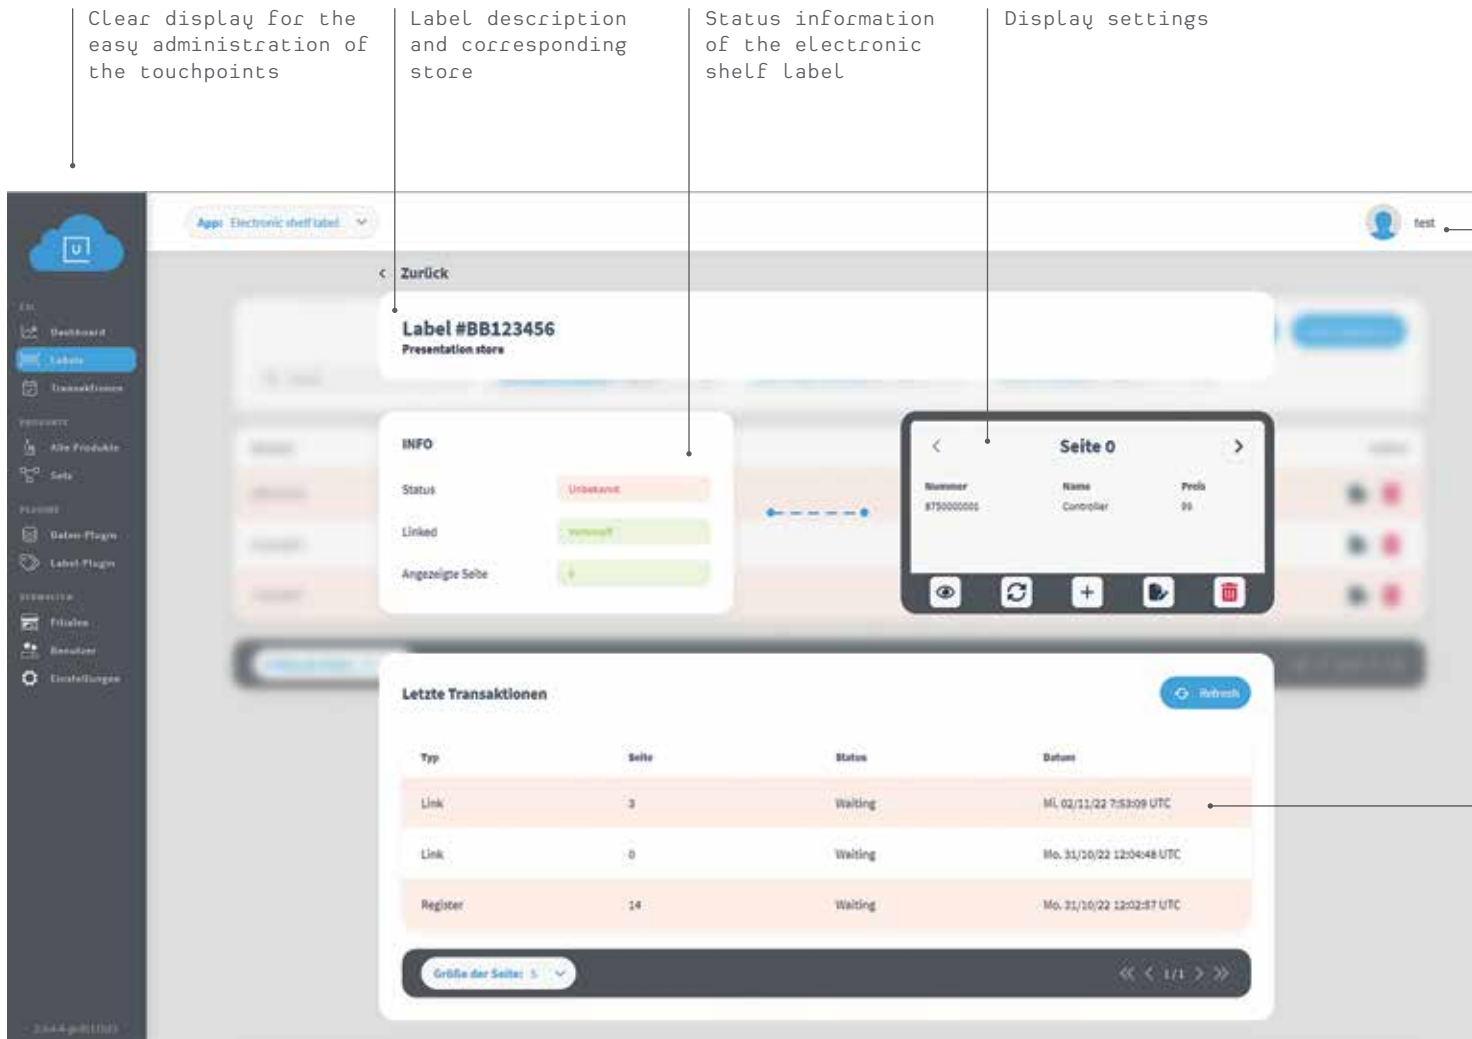 Clear display for the
easy administration of
the touchpoints
Label description
and corresponding
store
Status information
of the electronic
shelf label
Display settings
U
App: Electronic shelf label
test
Zurück
Label #BB123456
Presentation store
ESL
Dashboard
Labels
Transaktionen
PRODUKTE
Alle Produkte
Sets
PLUGINS
Daten-Plugin
Label-Plugin
VERWALTEN
Filialen
Benutzer
Einstellungen
INFO
Status Unbekannt
Linked Verknüpft
Angezeigte Seite
Seite 0
Nummer Name Preis
8750000001 Controller 99
Letzte Transaktionen
Refresh
Typ Seite Status Datum
Link 3 Waiting Mi. 02/11/22 7:53:09 UTC
Link 0 Waiting Mo. 31/10/22 12:04:48 UTC
Register 14 Waiting Mo. 31/10/22 12:02:57 UTC
Größe der Seite: 5
1/1